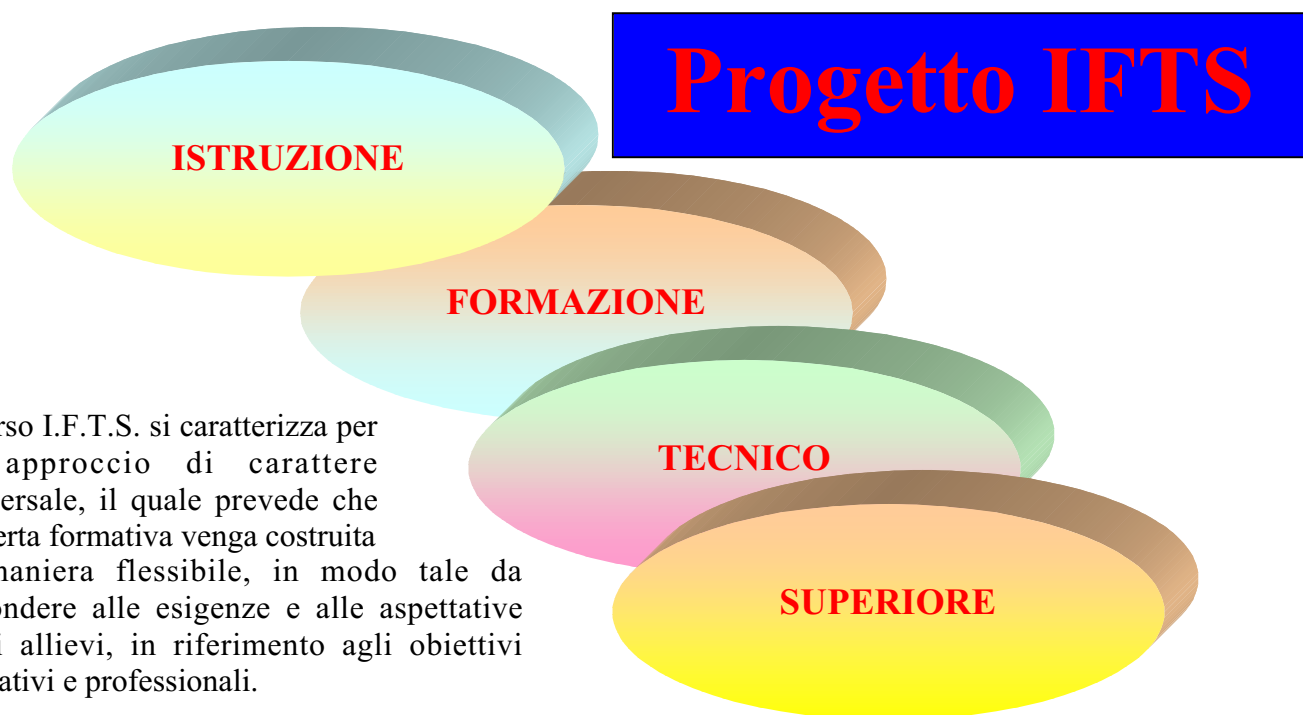 Progetto IFTS
ISTRUZIONE
FORMAZIONE
TECNICO
SUPERIORE
rso I.F.T.S. si caratterizza per
approccio di carattere
ersale, il quale prevede che
erta formativa venga costruita
maniera flessibile, in modo tale da
ondere alle esigenze e alle aspettative
i allievi, in riferimento agli obiettivi
ativi e professionali.